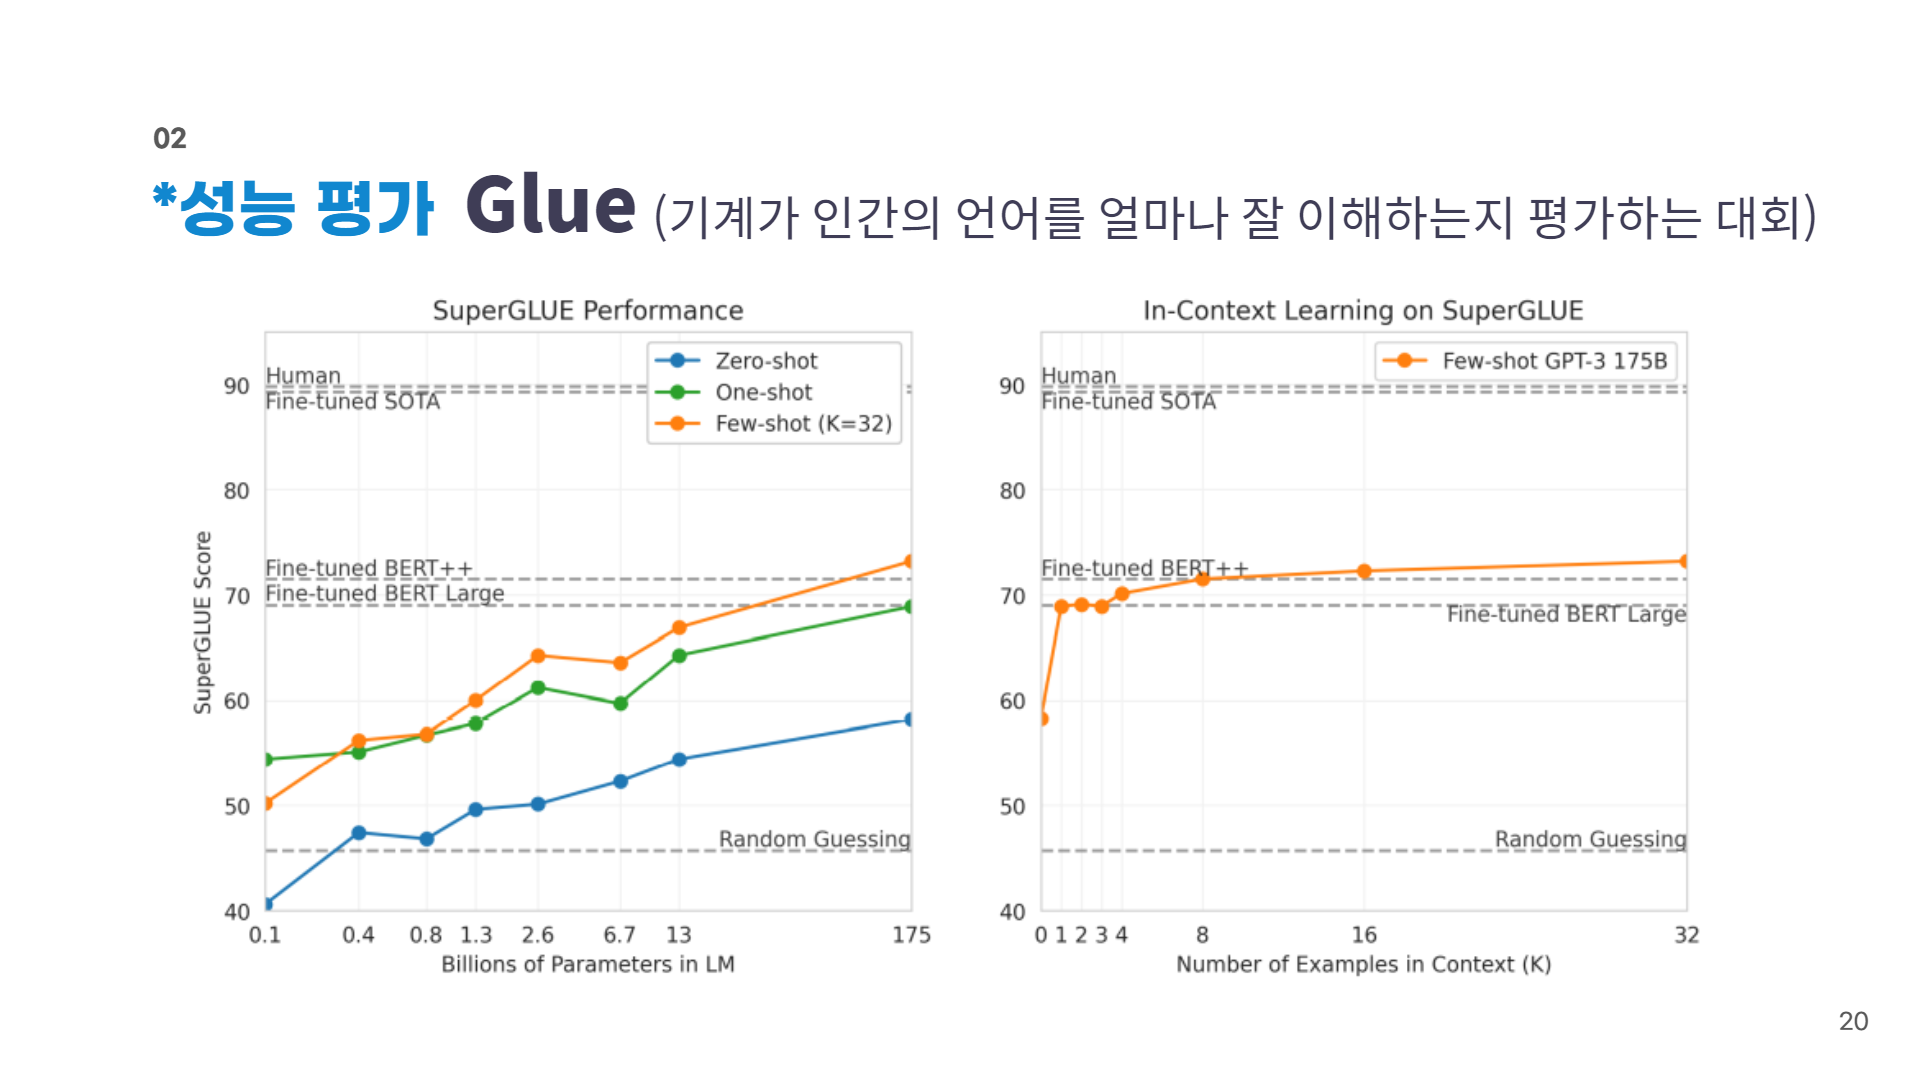 02
*성능 평가 Glue (기계가 인간의 언어를 얼마나 잘 이해하는지 평가하는 대회)
SuperGLUE Performance
Zero-shot
One-shot
Few-shot (K=32)
Human
Fine-tuned SOTA
Fine-tuned BERT++
Fine-tuned BERT Large
Random Guessing
SuperGLUE Score
90
80
70
60
50
40
0.1 0.4 0.8 1.3 2.6 6.7 13 175
Billions of Parameters in LM
In-Context Learning on SuperGLUE
Few-shot GPT-3 175B
Human
Fine-tuned SOTA
Fine-tuned BERT++
Fine-tuned BERT Large
Random Guessing
90
80
70
60
50
40
0 1 2 3 4 8 16 32
Number of Examples in Context (K)
20